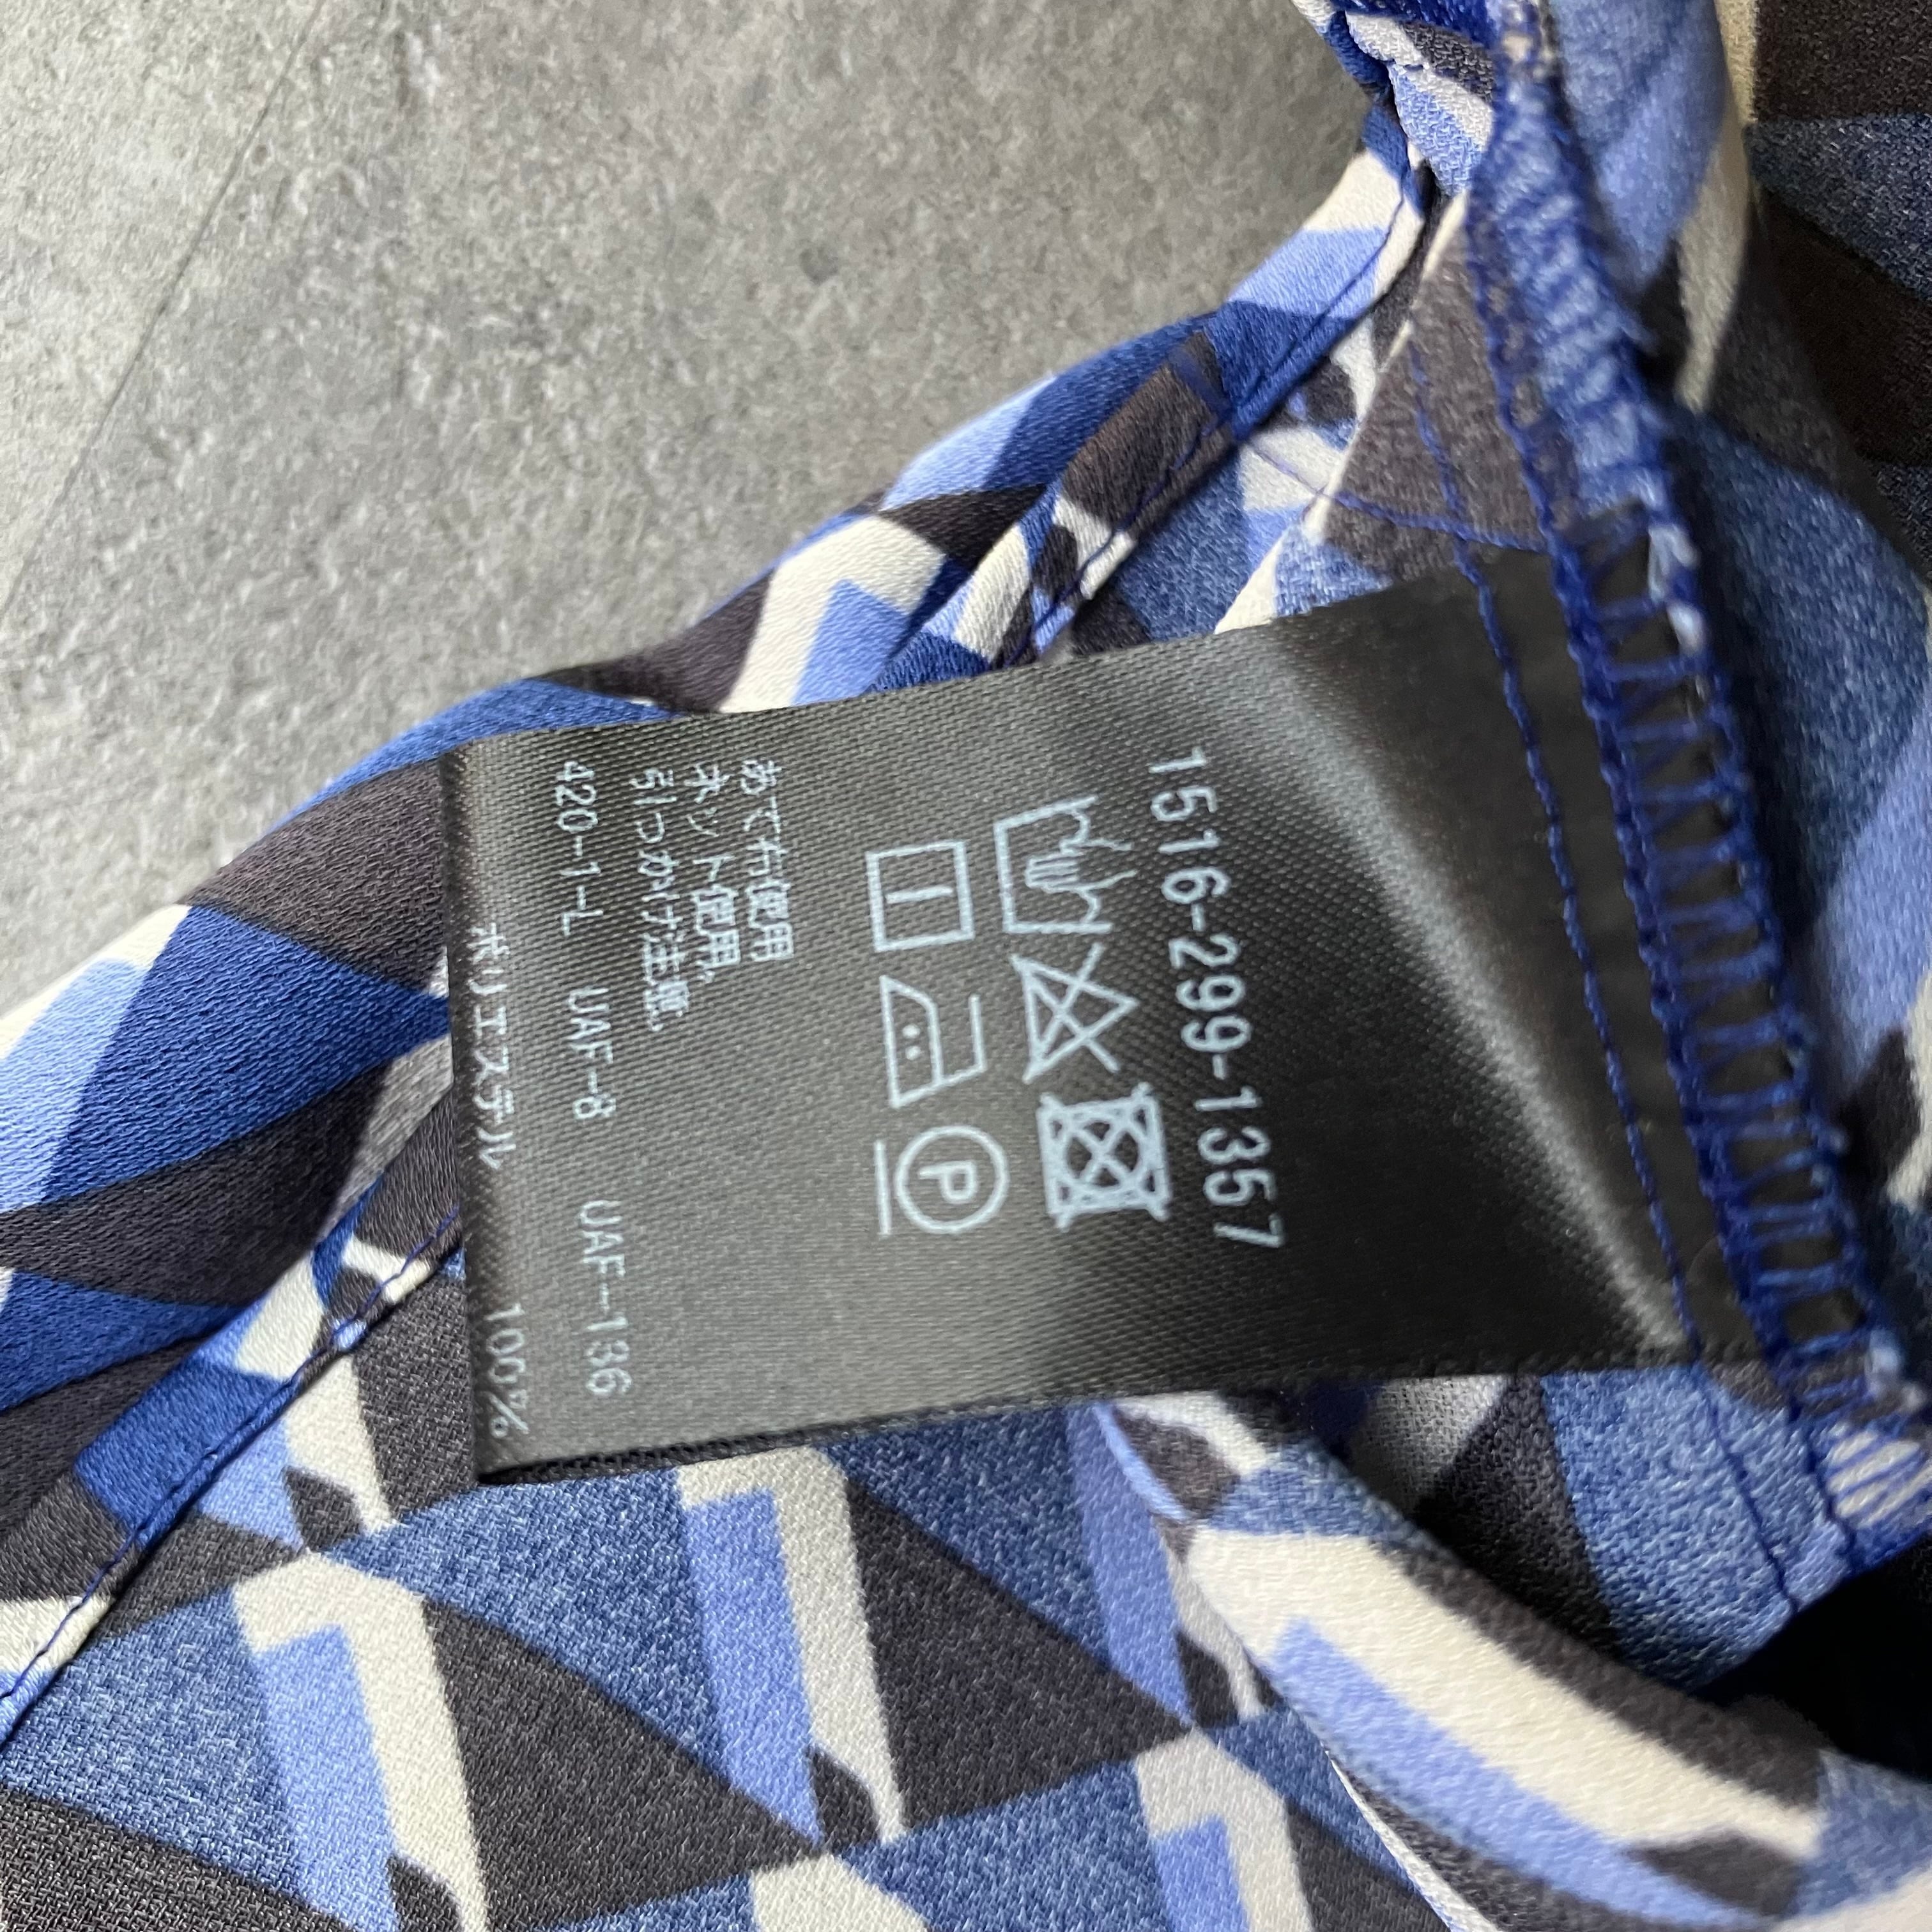 1516-299-1357
P
あて布使用
ネット使用。
引っかけ注意。
420-1-L UAF-8 UAF-136
ポリエステル 100%